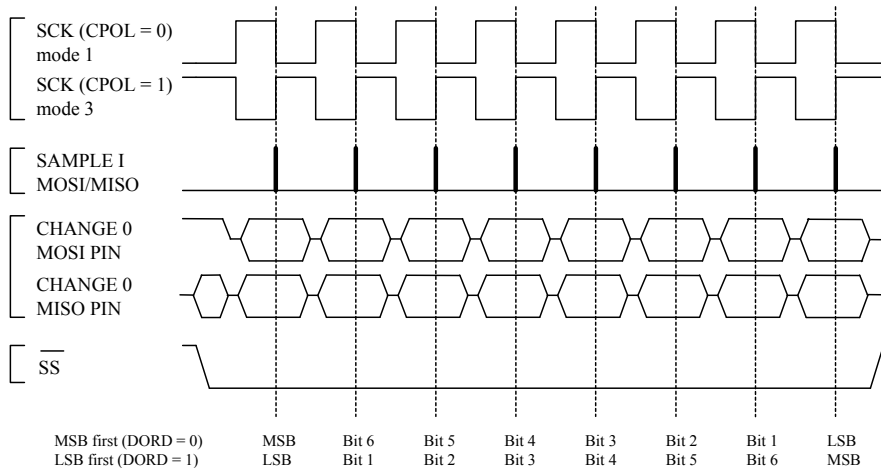 SCK (CPOL = 0)
mode 1
SCK (CPOL = 1)
mode 3
SAMPLE I
MOSI/MISO
CHANGE 0
MOSI PIN
CHANGE 0
MISO PIN
SS
MSB first (DORD = 0) MSB Bit 6 Bit 5 Bit 4 Bit 3 Bit 2 Bit 1 LSB
LSB first (DORD = 1) LSB Bit 1 Bit 2 Bit 3 Bit 4 Bit 5 Bit 6 MSB